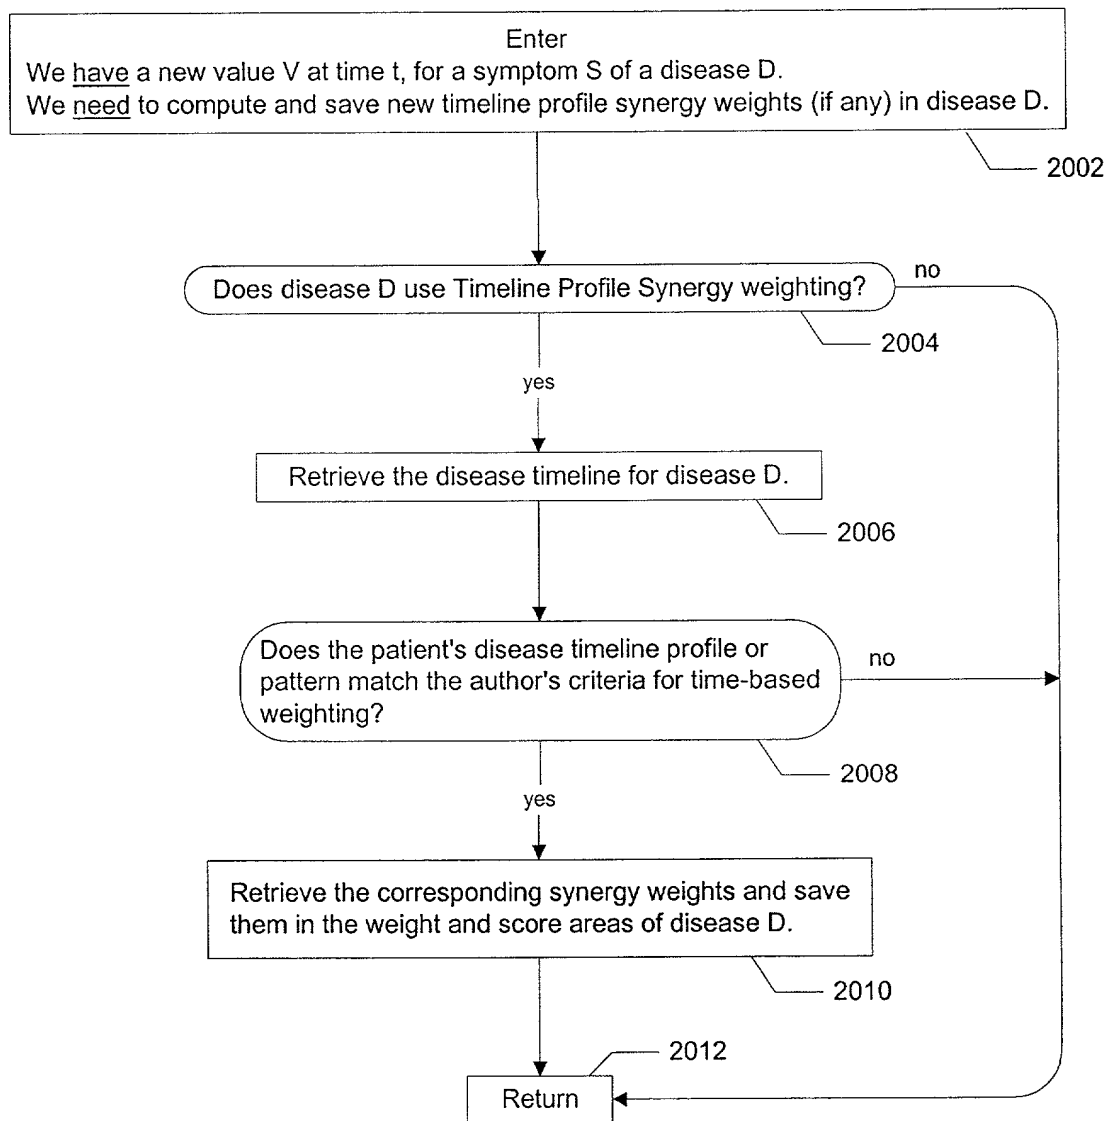 Enter
We have a new value V at time t, for a symptom S of a disease D.
We need to compute and save new timeline profile synergy weights (if any) in disease D.
2002
Does disease D use Timeline Profile Synergy weighting?
no
2004
yes
Retrieve the disease timeline for disease D.
2006
Does the patient's disease timeline profile or
pattern match the author's criteria for time-based
weighting?
no
2008
yes
Retrieve the corresponding synergy weights and save
them in the weight and score areas of disease D.
2010
2012
Return